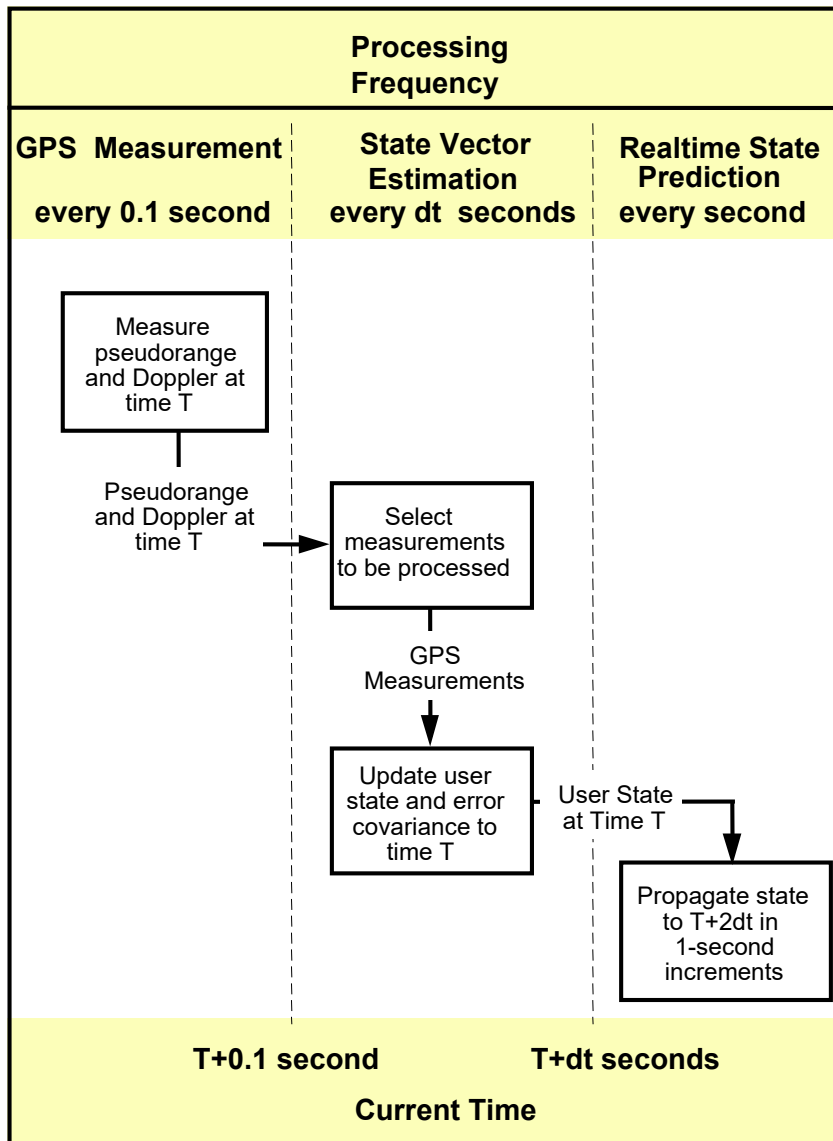 Processing
Frequency
GPS Measurement
every 0.1 second
State Vector
Estimation
every dt seconds
Realtime State
Prediction
every second
Measure
pseudorange
and Doppler at
time T
Pseudorange
and Doppler at
time T
Select
measurements
to be processed
GPS
Measurements
Update user
state and error
covariance to
time T
User State
at Time T
Propagate state
to T+2dt in
1-second
increments
T+0.1 second
T+dt seconds
Current Time